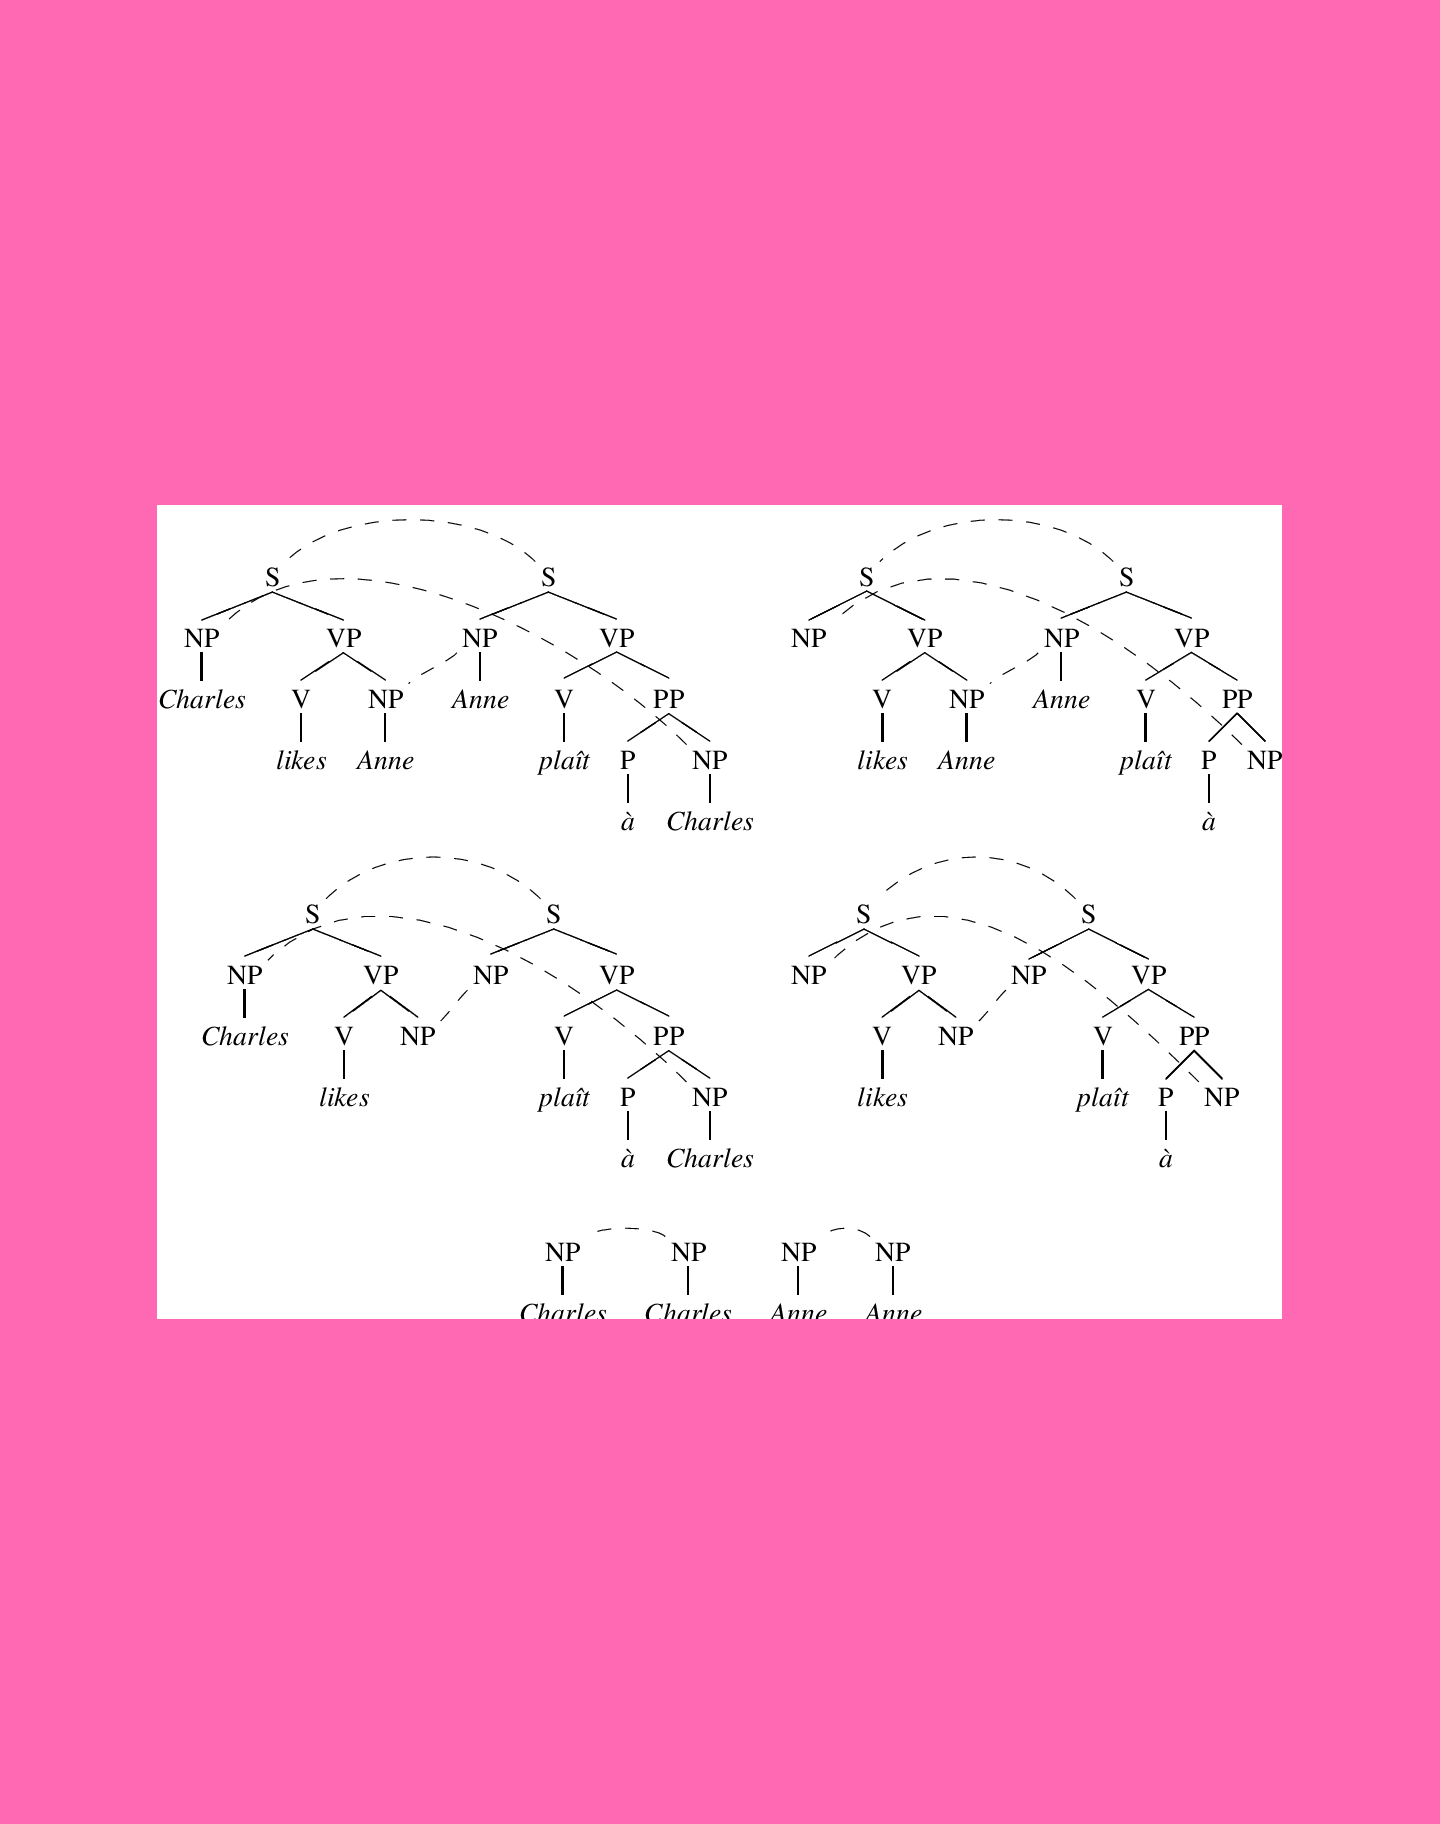 S S S S
NP VP NP VP NP VP NP VP
Charles V NP Anne V PP V NP Anne V PP
likes Anne plaît P NP likes Anne plaît P NP
à Charles à
S S S S
NP VP NP VP NP VP NP VP
Charles V NP V PP V NP V PP
likes plaît P NP likes plaît P NP
à Charles à
NP NP NP NP
Charles Charles Anne Anne